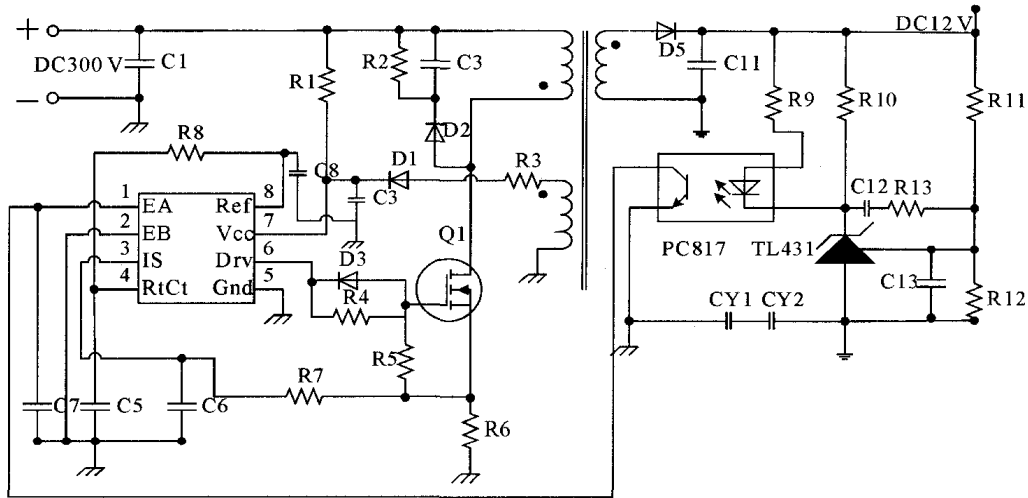 +
DC300 V
−
C1
R1
R2
C3
D2
D5
C11
DC12 V
R9
R10
R11
R8
C8
D1
C3
R3
1
2
3
4
EA
EB
IS
RtCt
Ref
Vcc
Drv
Gnd
8
7
6
5
Q1
D3
R4
R5
PC817
TL431
C12
R13
C13
R12
CY1
CY2
C7
C5
C6
R7
R6